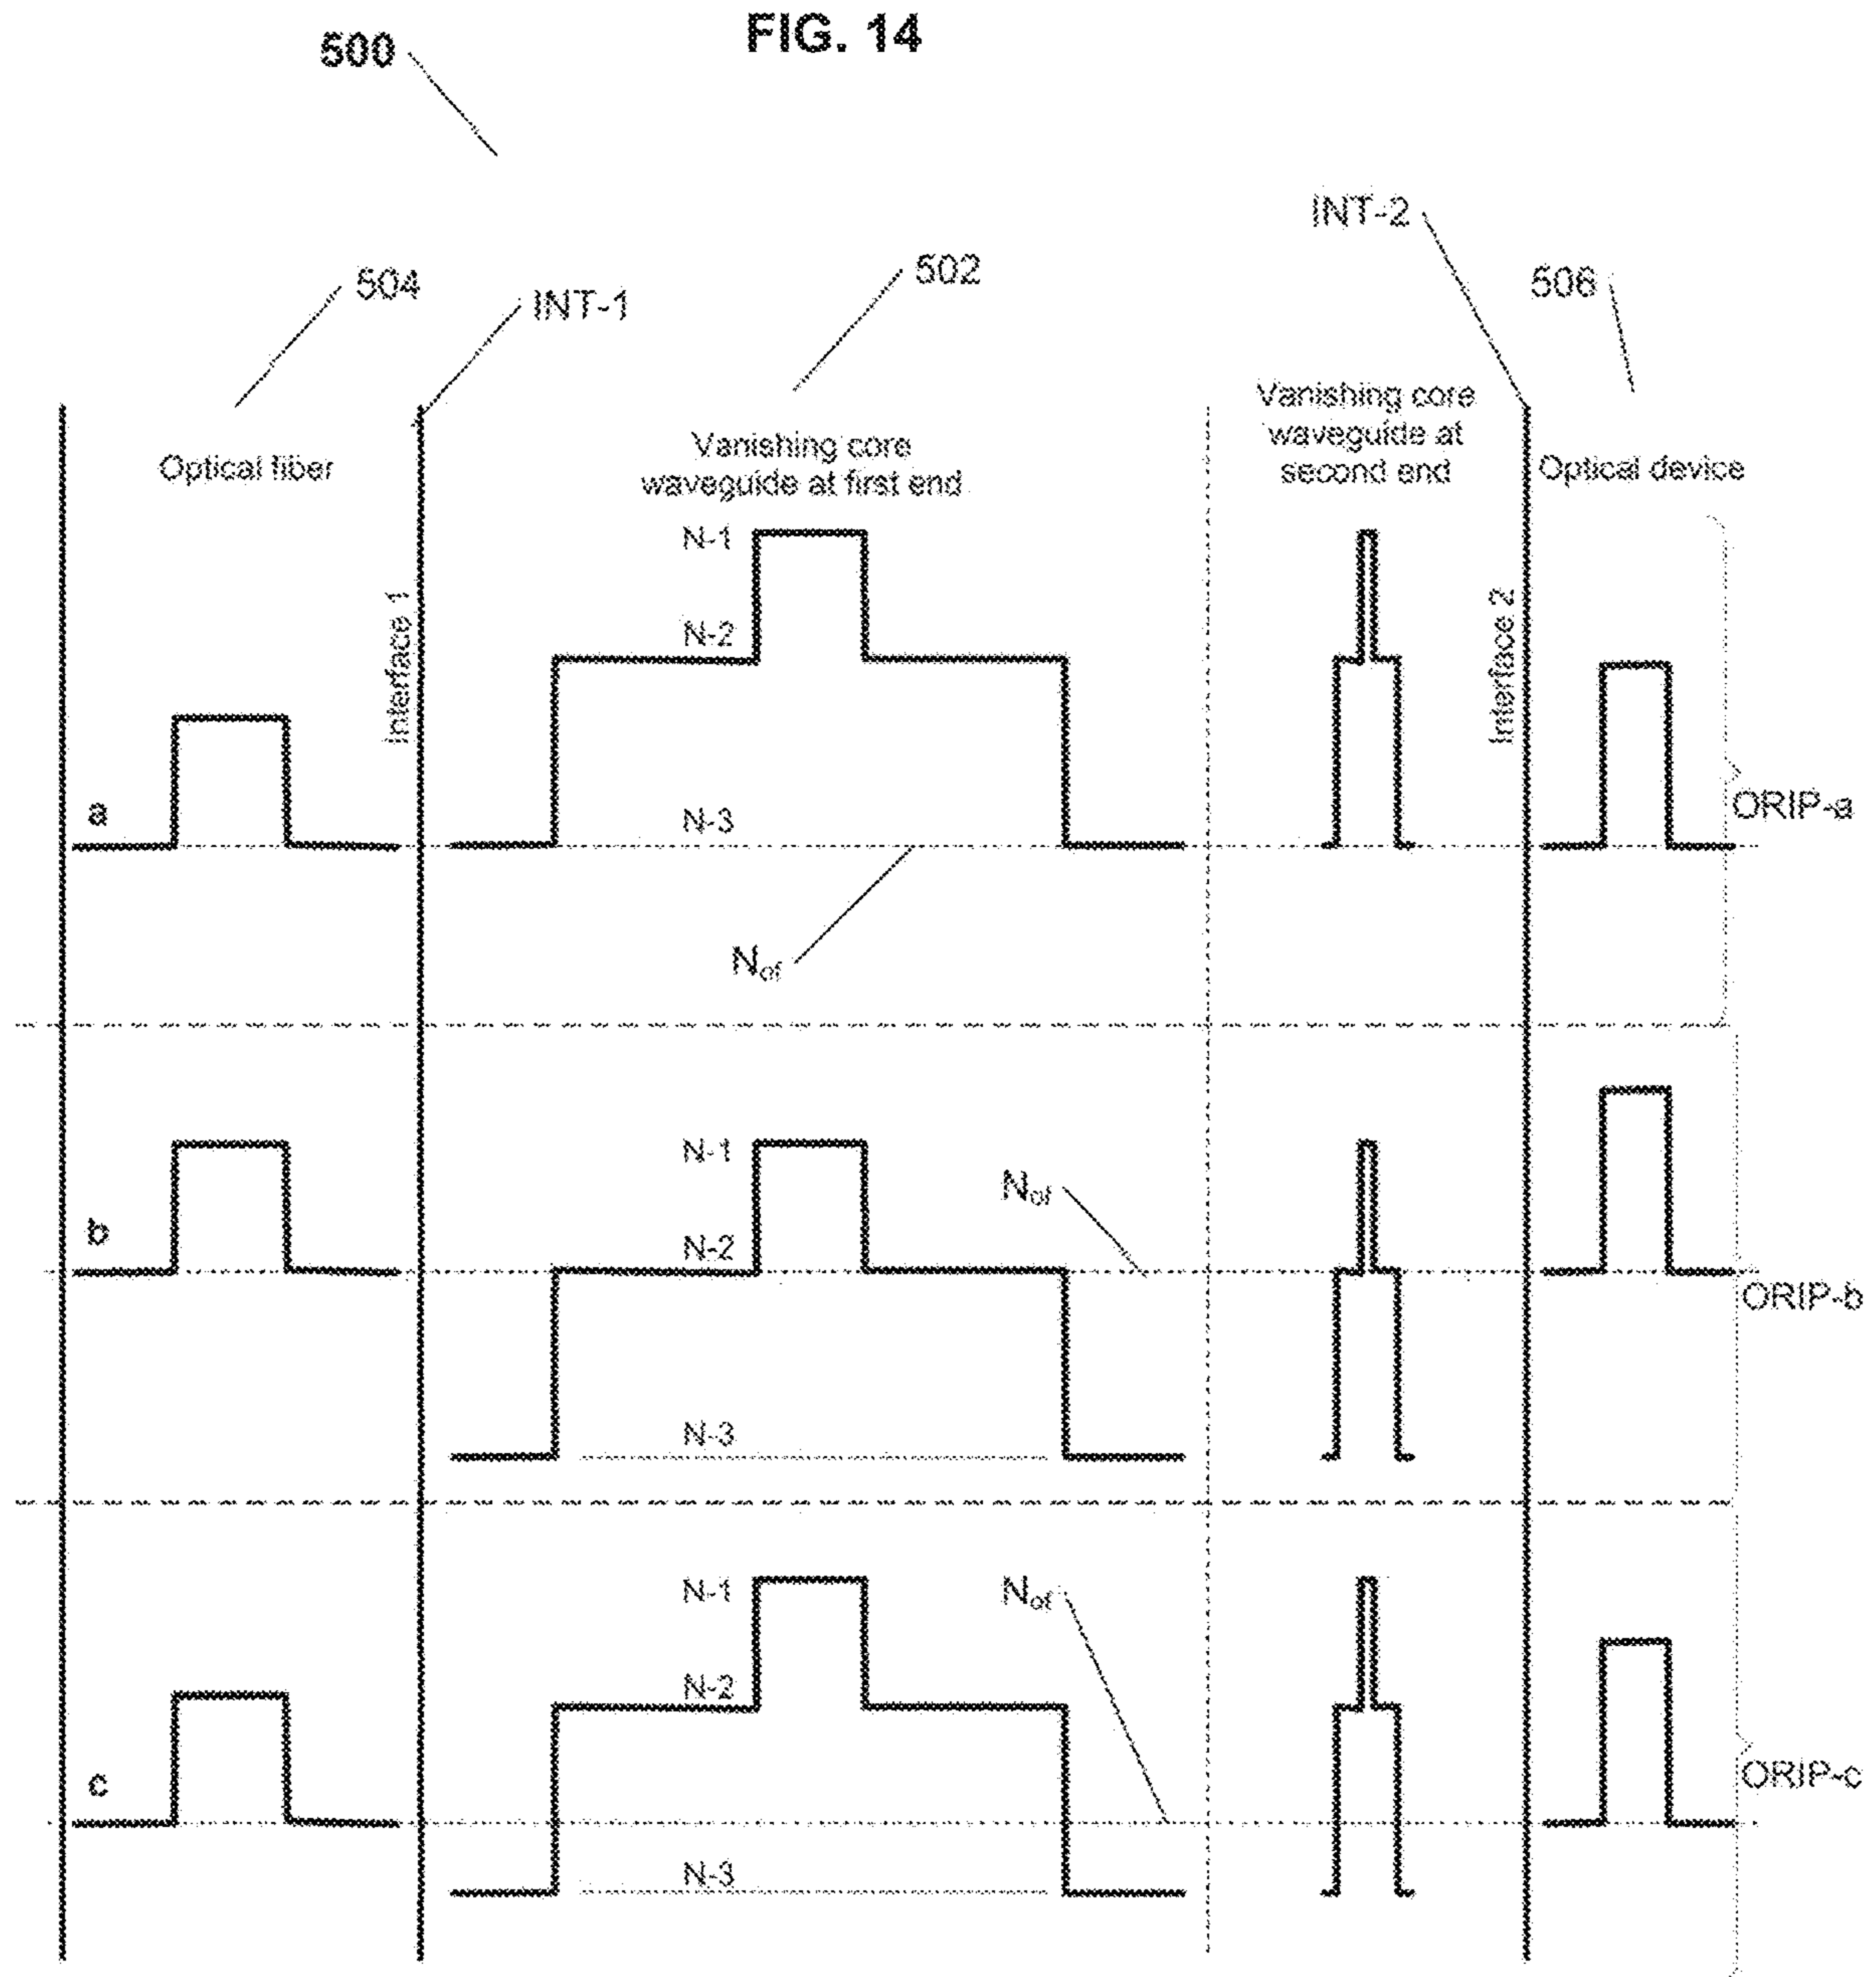 FIG. 14
500
INT-2
504
INT-1
502
506
Optical fiber
Vanishing core
waveguide at first end
Vanishing core
waveguide at
second end
Optical device
Interface 1
Interface 2
N-1
N-2
N-3
a
ORIP-a
Nof
N-1
Nof
b
N-2
ORIP-b
N-3
N-1
Nof
N-2
c
ORIP-c
N-3